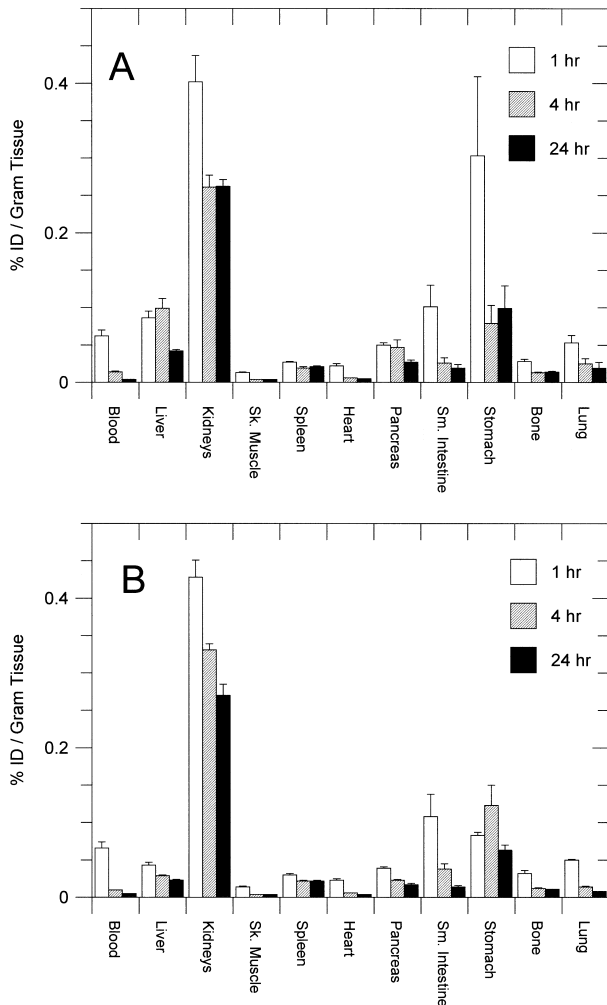 A
1 hr
4 hr
24 hr
% ID / Gram Tissue
0.4
0.2
0
Blood
Liver
Kidneys
Sk. Muscle
Spleen
Heart
Pancreas
Sm. Intestine
Stomach
Bone
Lung
B
1 hr
4 hr
24 hr
% ID / Gram Tissue
0.4
0.2
0
Blood
Liver
Kidneys
Sk. Muscle
Spleen
Heart
Pancreas
Sm. Intestine
Stomach
Bone
Lung